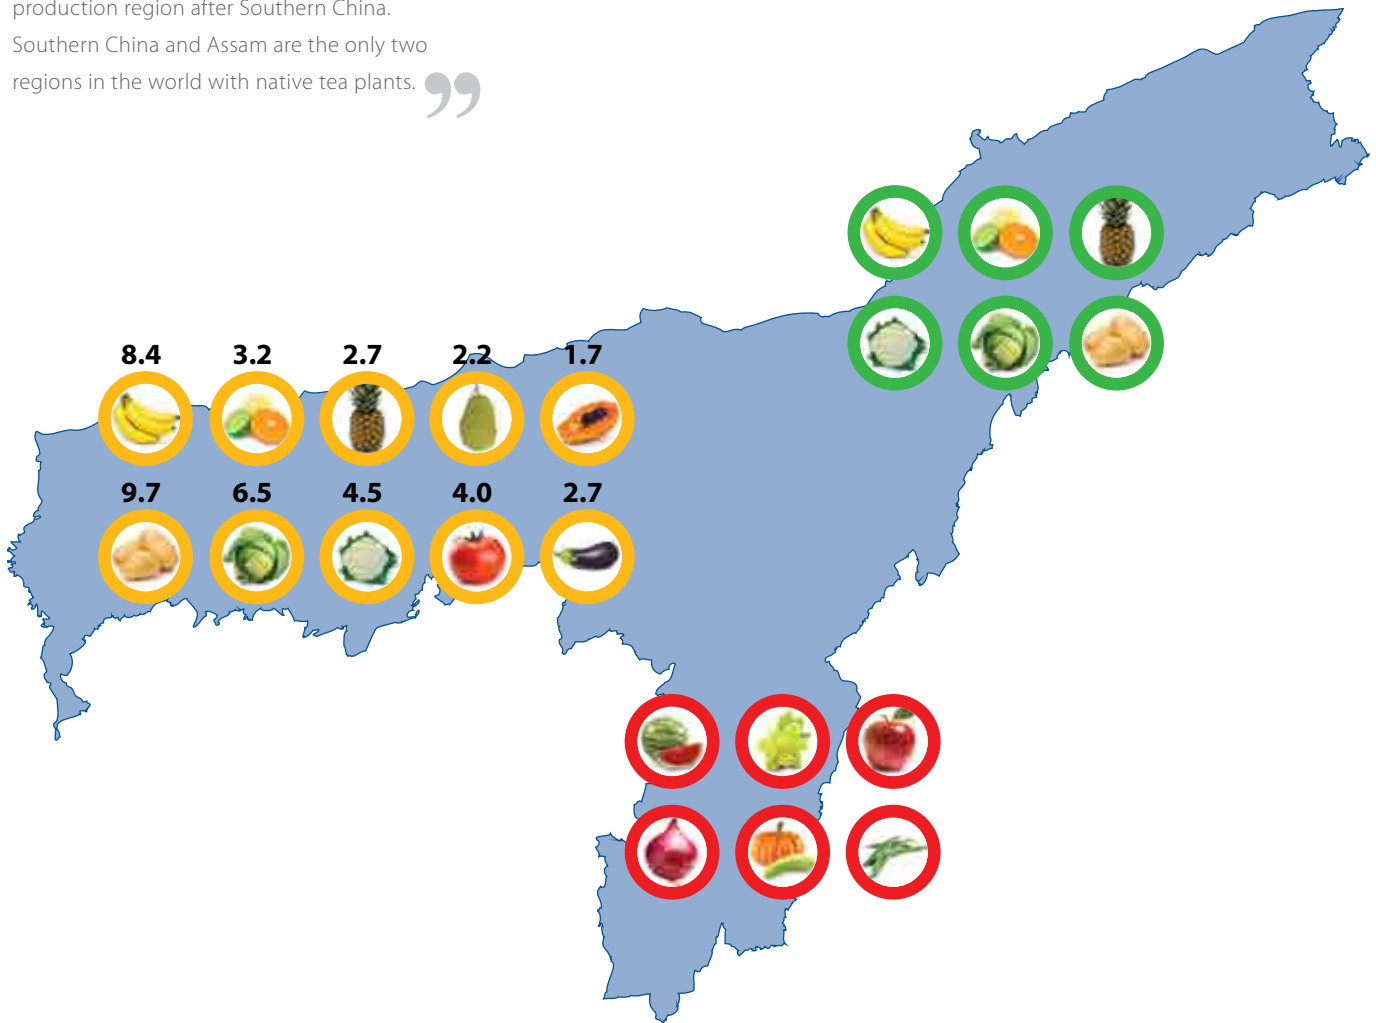 production region after Southern China.
Southern China and Assam are the only two
regions in the world with native tea plants. ”
8.4 3.2 2.7 2.2 1.7
9.7 6.5 4.5 4.0 2.7